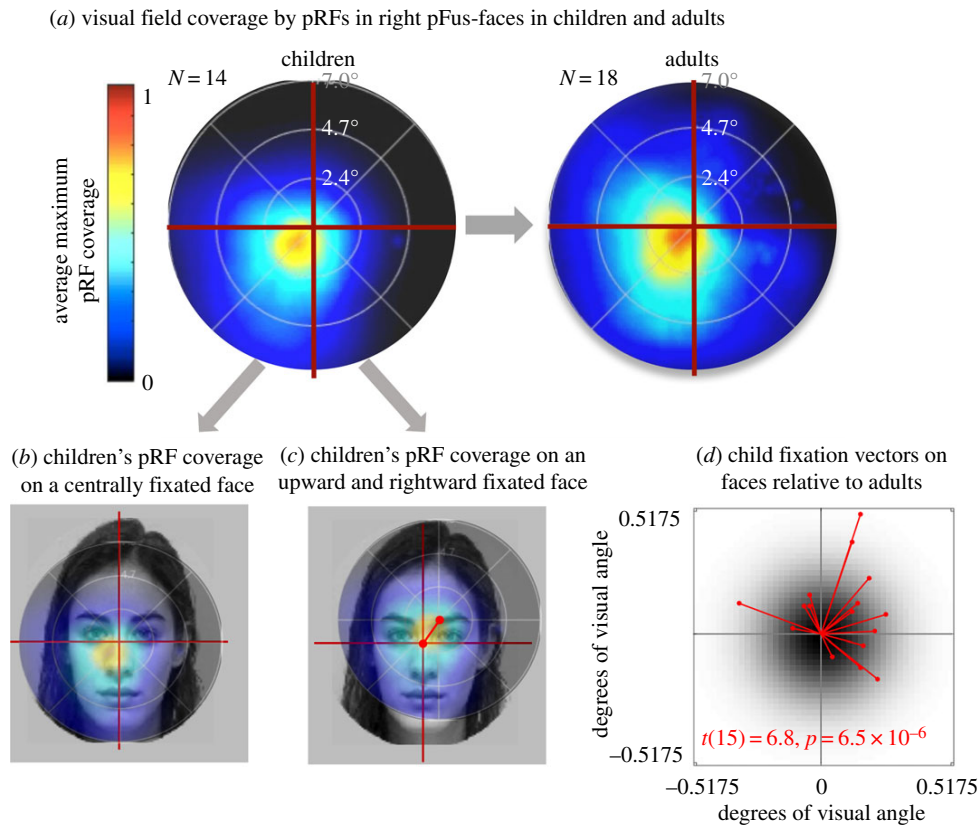 (a) visual field coverage by pRFs in right pFus-faces in children and adults
children
adults
N = 14
N = 18
7.0°
7.0°
1
4.7°
4.7°
2.4°
2.4°
average maximum
pRF coverage
0
(b) children's pRF coverage
on a centrally fixated face
(c) children's pRF coverage on an
upward and rightward fixated face
(d) child fixation vectors on
faces relative to adults
0.5175
degrees of visual angle
t(15) = 6.8, p = 6.5 × 10⁻⁶
–0.5175
–0.5175
0
0.5175
degrees of visual angle